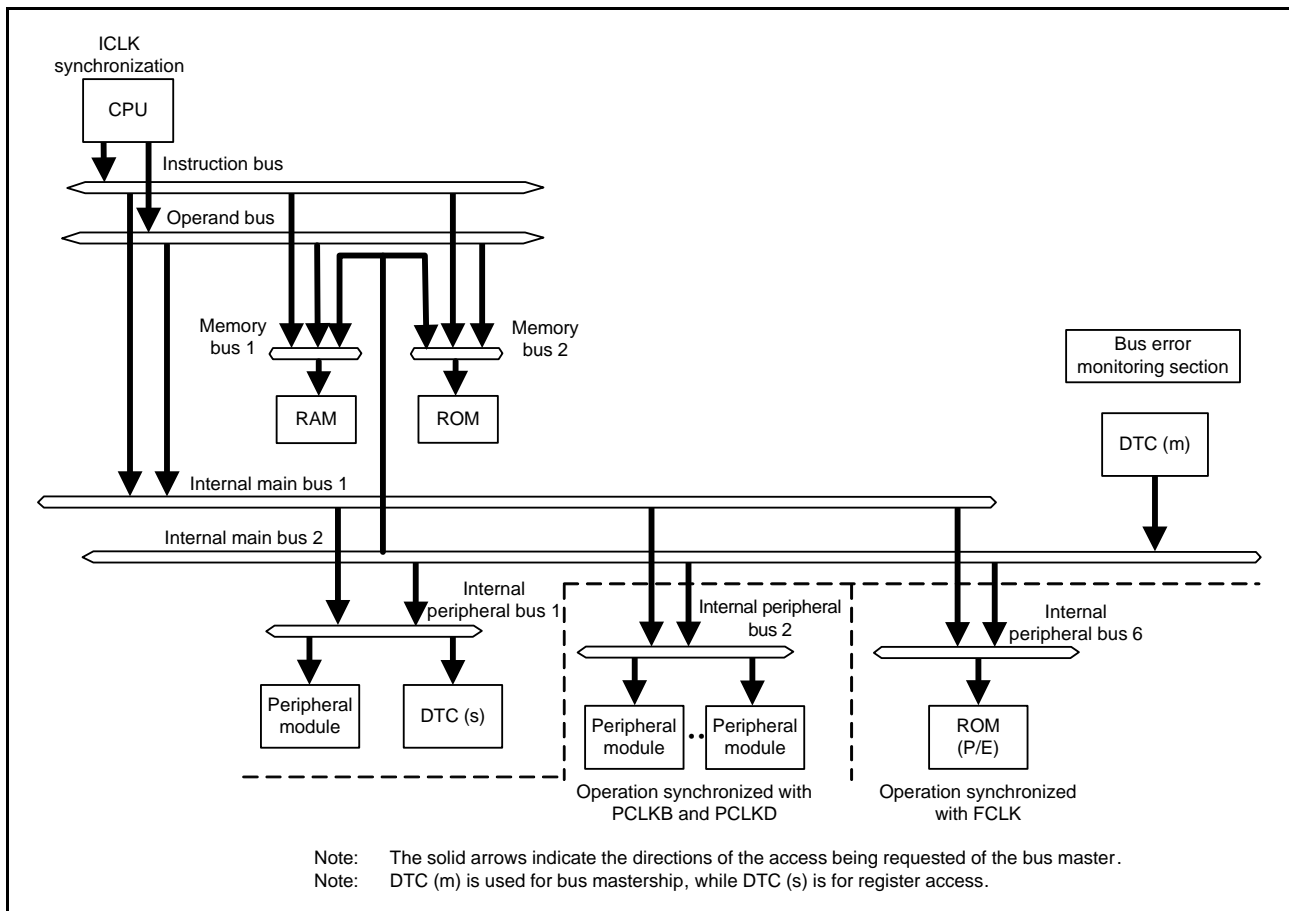 ICLK
synchronization
CPU
Instruction bus
Operand bus
Memory
bus 1
Memory
bus 2
Bus error
monitoring section
RAM
ROM
DTC (m)
Internal main bus 1
Internal main bus 2
Internal
peripheral bus 1
Internal peripheral
bus 2
Internal
peripheral bus 6
Peripheral
module
DTC (s)
Peripheral
module
Peripheral
module
ROM
(P/E)
Operation synchronized with
PCLKB and PCLKD
Operation synchronized
with FCLK
Note: The solid arrows indicate the directions of the access being requested of the bus master.
Note: DTC (m) is used for bus mastership, while DTC (s) is for register access.